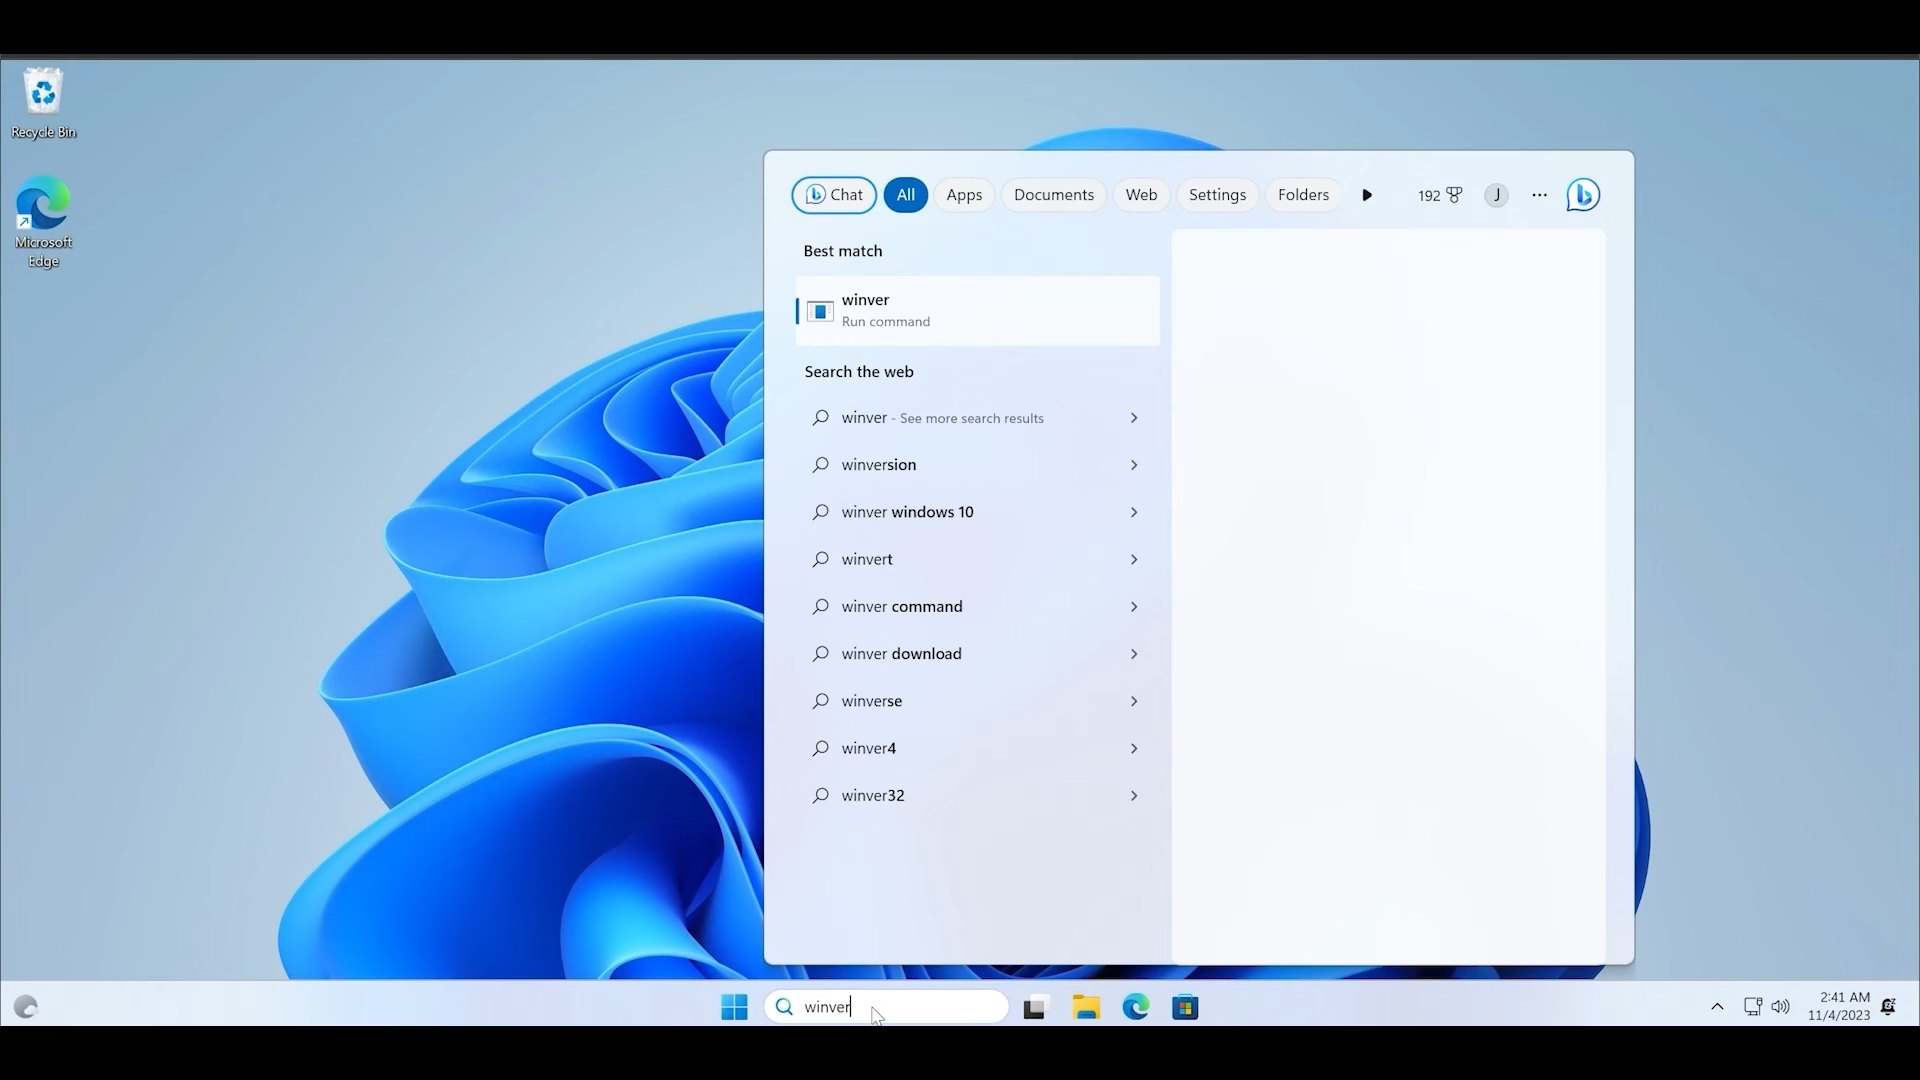 Recycle Bin
Microsoft
Edge
Chat
All
Apps
Documents
Web
Settings
Folders
192
J
Best match
winver
Run command
Search the web
winver - See more search results
winversion
winver windows 10
winvert
winver command
winver download
winverse
winver4
winver32
winver
2:41 AM
11/4/2023